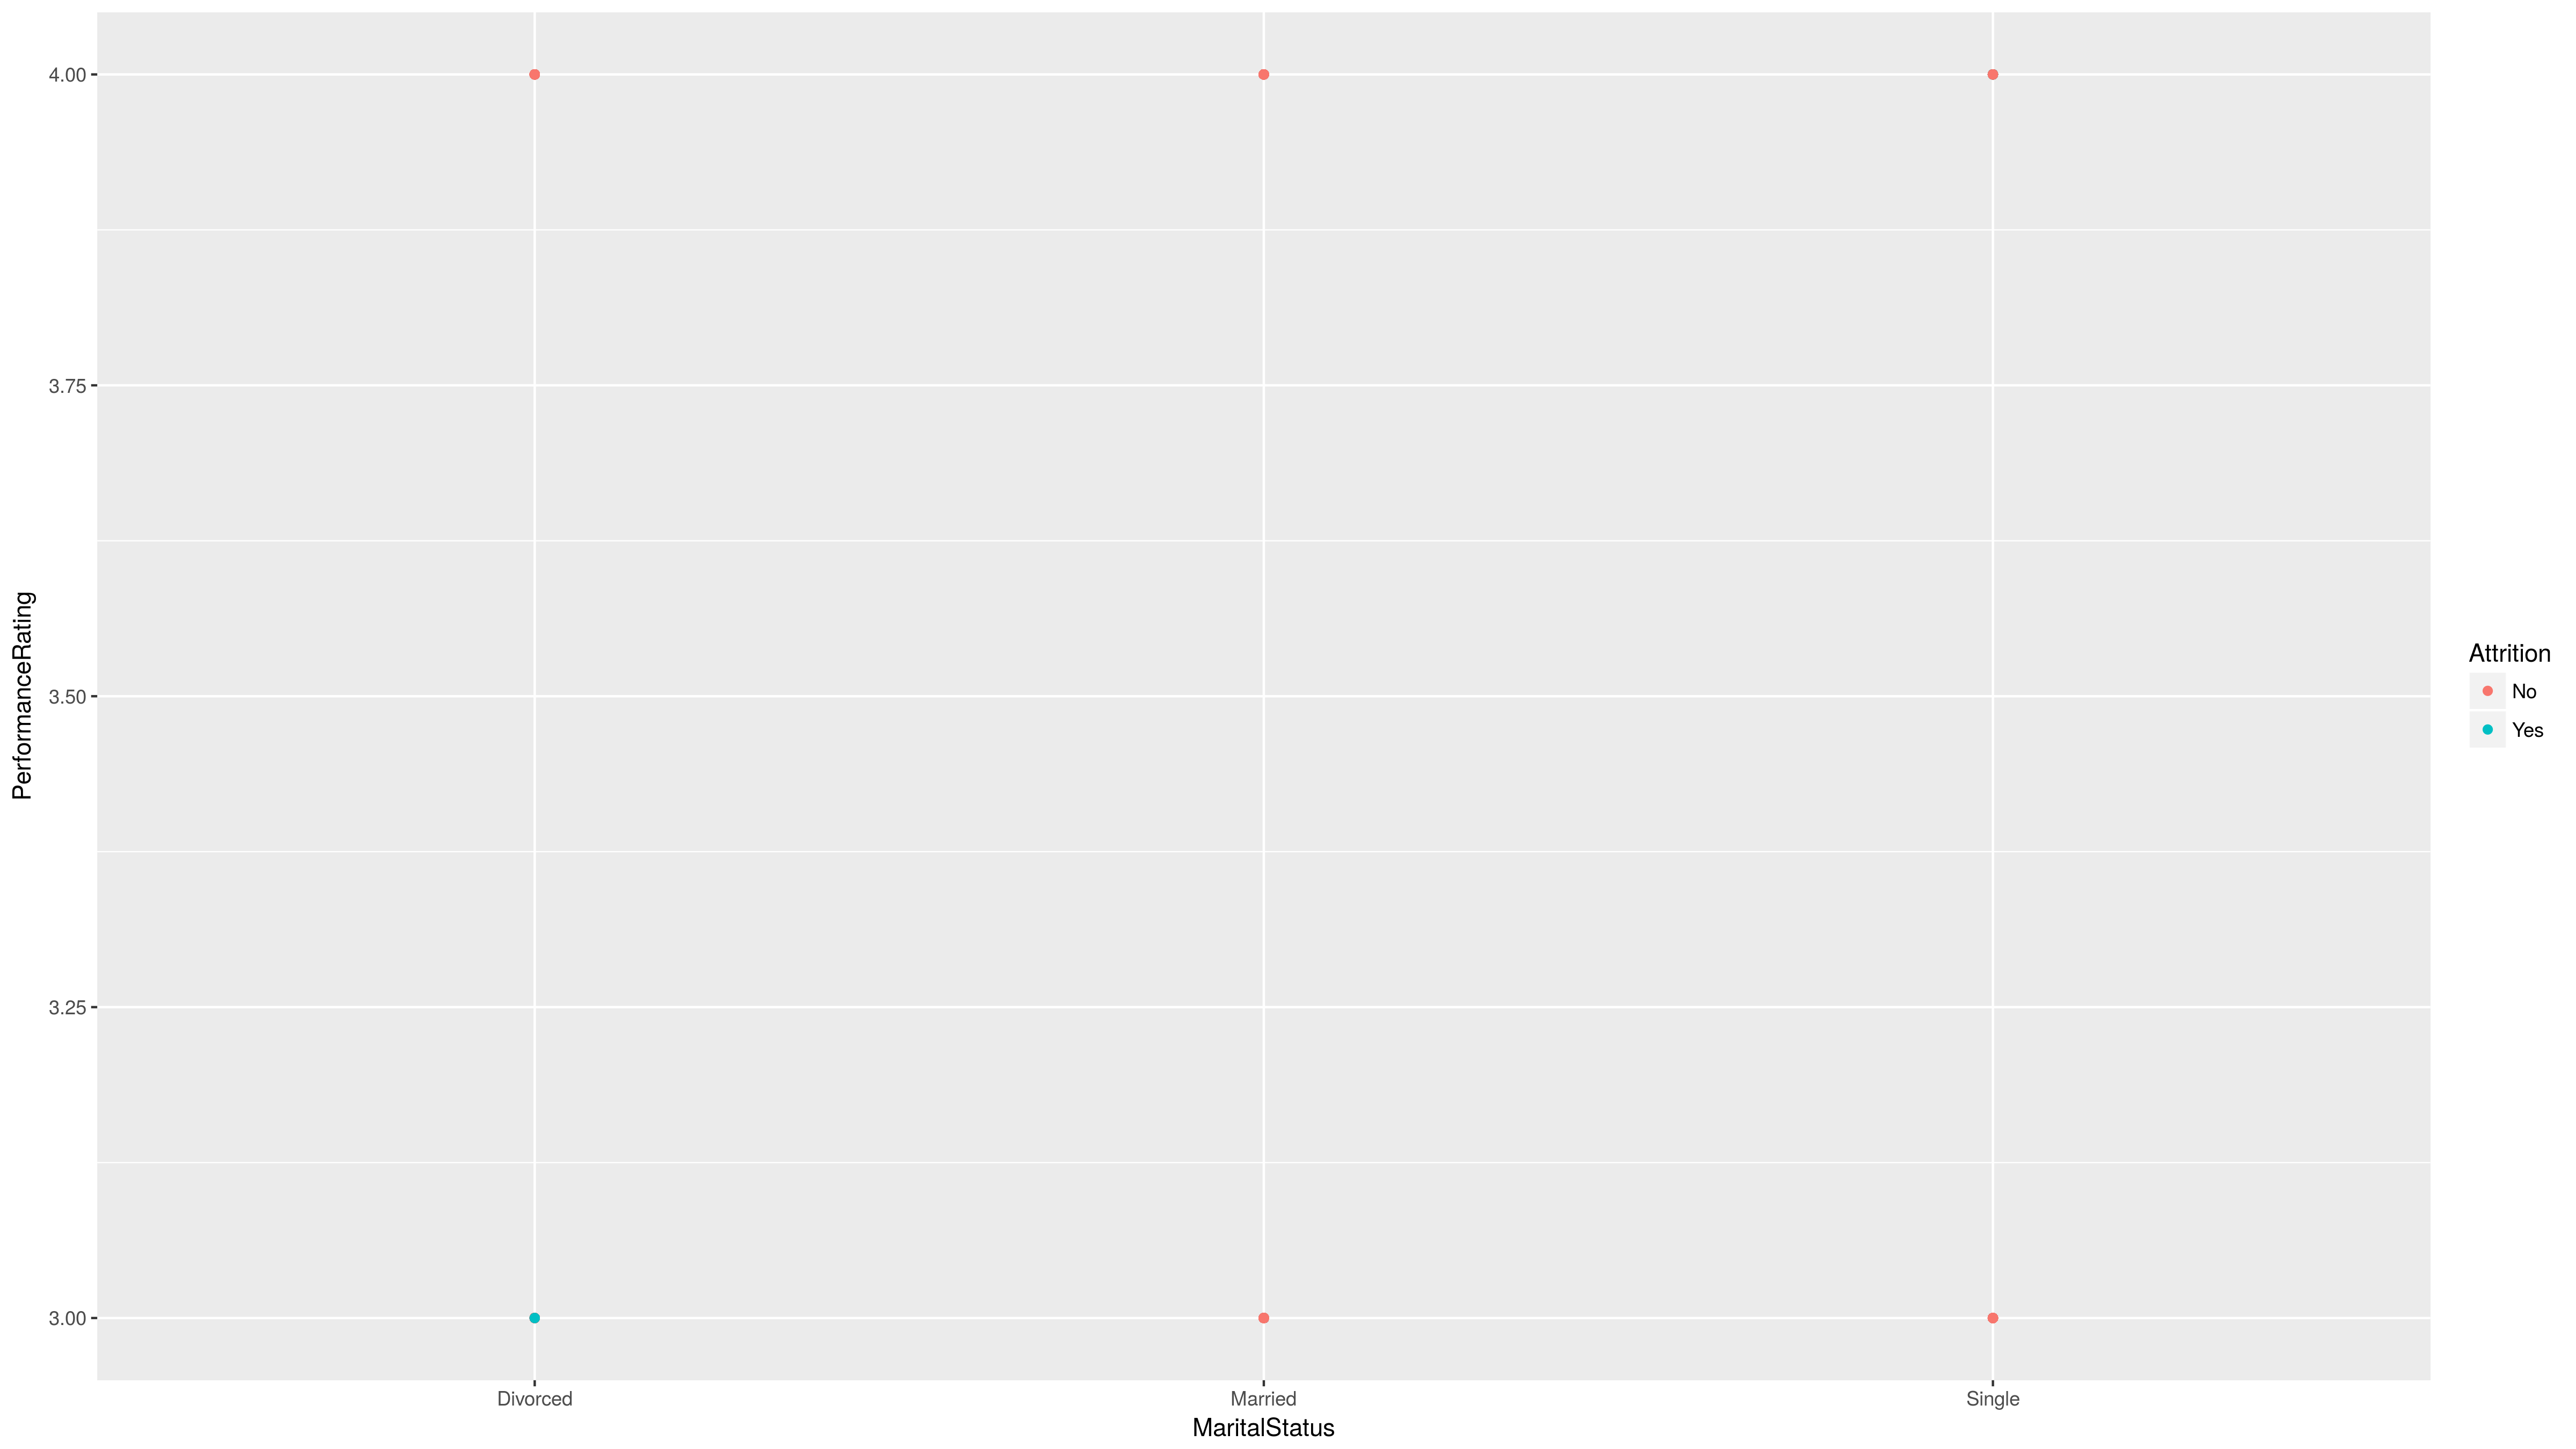 4.00
3.75
3.50
3.25
3.00
PerformanceRating
Divorced
Married
Single
MaritalStatus
Attrition
No
Yes